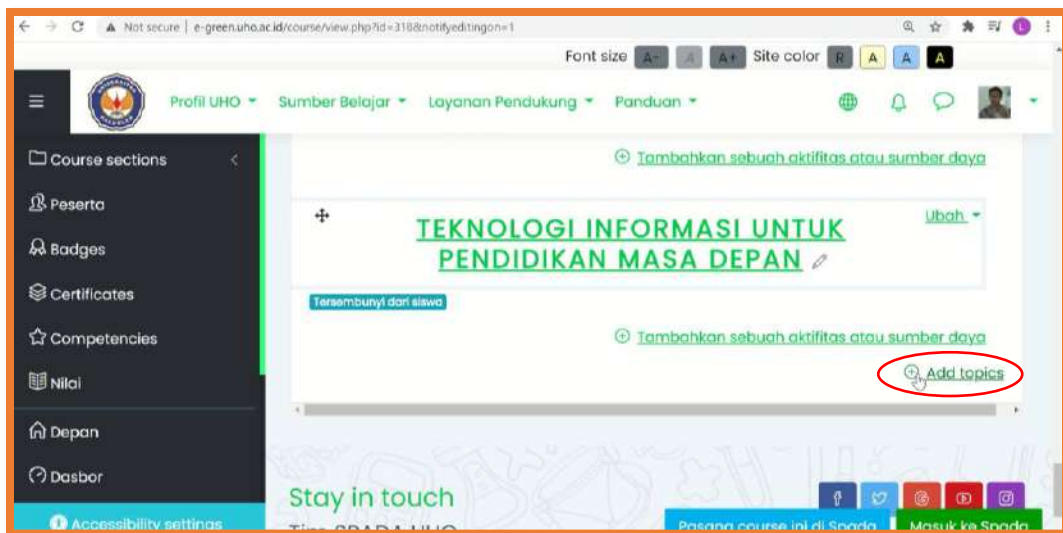 Not secure | e-green.uho.ac.id/course/view.php?id=318&notifyeditingon=1
Font size A- A A+ Site color R A A A
Profil UHO Sumber Belajar Layanan Pendukung Panduan
Course sections
Tambahkan sebuah aktifitas atau sumber daya
Peserta
Ubah
TEKNOLOGI INFORMASI UNTUK
PENDIDIKAN MASA DEPAN
Badges
Certificates
Tersembunyi dari siswa
Competencies
Tambahkan sebuah aktifitas atau sumber daya
Nilai
Add topics
Depan
Dasbor
Stay in touch
Accessibility settings
Tim SPADA UHO
Pasang course ini di Spada
Masuk ke Spada